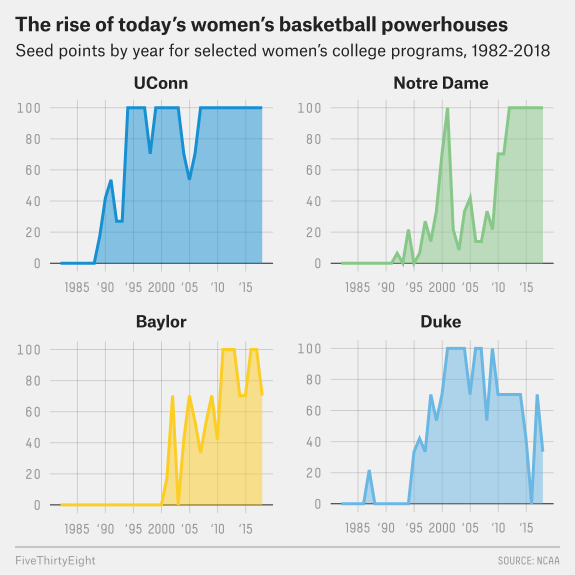 The rise of today's women's basketball powerhouses
Seed points by year for selected women's college programs, 1982-2018
UConn
100
80
60
40
20
0
1985 '90 '95 2000 '05 '10 '15
Notre Dame
100
80
60
40
20
0
1985 '90 '95 2000 '05 '10 '15
Baylor
100
80
60
40
20
0
1985 '90 '95 2000 '05 '10 '15
Duke
100
80
60
40
20
0
1985 '90 '95 2000 '05 '10 '15
FiveThirtyEight SOURCE: NCAA